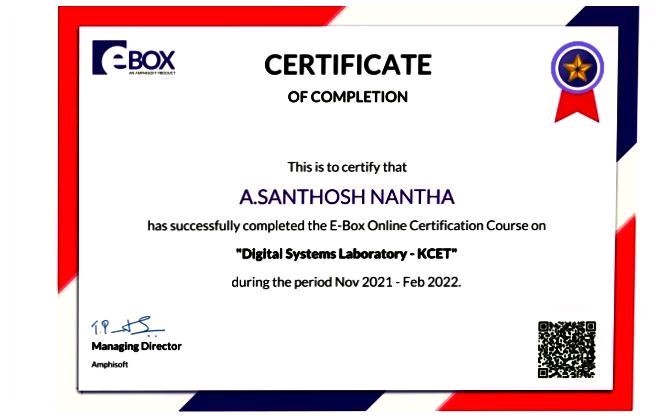 eBOX
AN AMPHISOFT PRODUCT
CERTIFICATE
OF COMPLETION
This is to certify that
A.SANTHOSH NANTHA
has successfully completed the E-Box Online Certification Course on
"Digital Systems Laboratory - KCET"
during the period Nov 2021 - Feb 2022.
Managing Director
Amphisoft